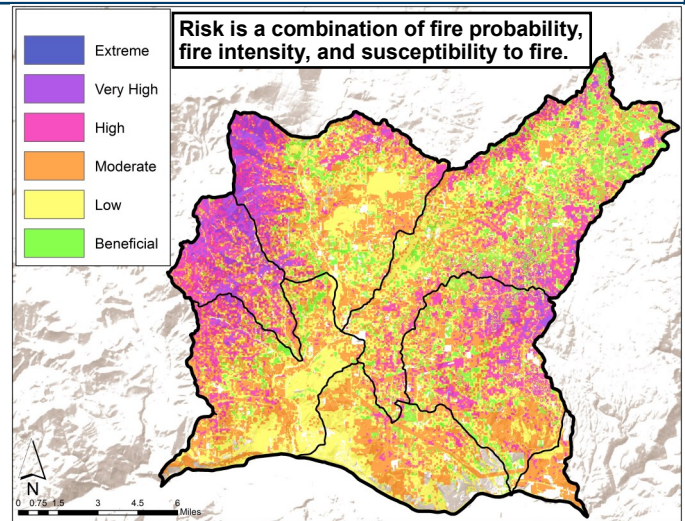 Risk is a combination of fire probability,
fire intensity, and susceptibility to fire.
Extreme
Very High
High
Moderate
Low
Beneficial
N
0 0.75 1.5 3 4.5 6
Miles